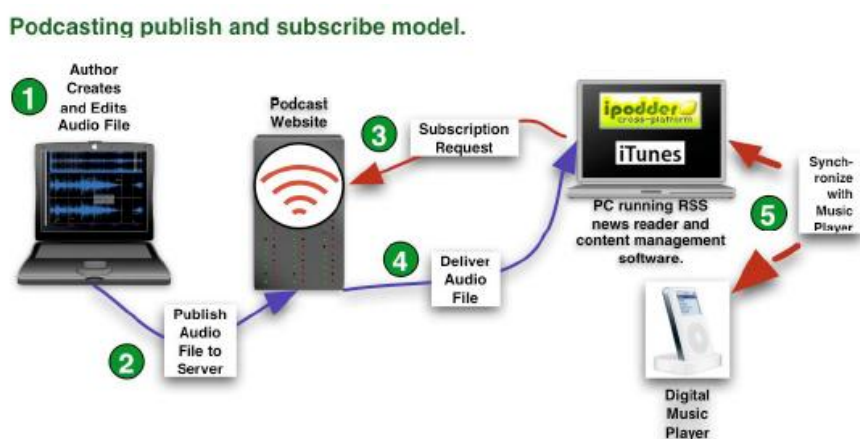 Podcasting publish and subscribe model.
1
Author
Creates
and Edits
Audio File
Podcast
Website
3
Subscription
Request
ipodder
cross-platform
iTunes
Synch-
ronize
with
Music
Player
5
PC running RSS
news reader and
content management
software.
4
Deliver
Audio
File
2
Publish
Audio
File to
Server
Digital
Music
Player